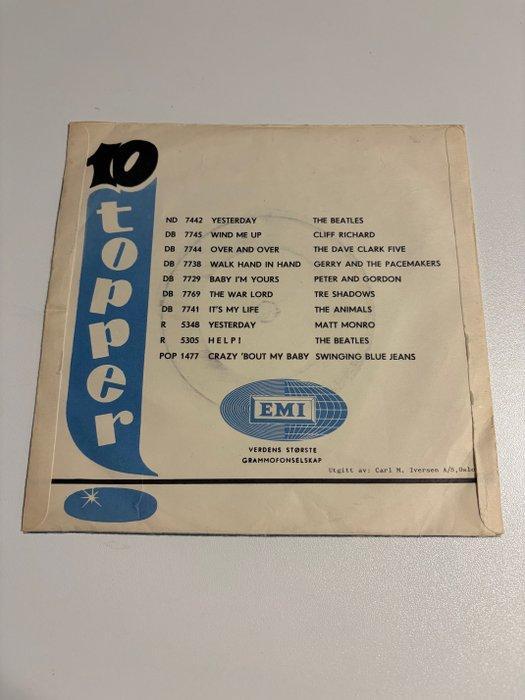 10 topper
ND 7442 YESTERDAY THE BEATLES
DB 7745 WIND ME UP CLIFF RICHARD
DB 7744 OVER AND OVER THE DAVE CLARK FIVE
DB 7738 WALK HAND IN HAND GERRY AND THE PACEMAKERS
DB 7729 BABY I'M YOURS PETER AND GORDON
DB 7769 THE WAR LORD TRE SHADOWS
DB 7741 IT'S MY LIFE THE ANIMALS
R 5348 YESTERDAY MATT MONRO
R 5305 HELP! THE BEATLES
POP 1477 CRAZY 'BOUT MY BABY SWINGING BLUE JEANS
EMI
VERDENS STØRSTE
GRAMMOFONSELSKAP
Utgitt av: Carl M. Iversen A/S, Oslo